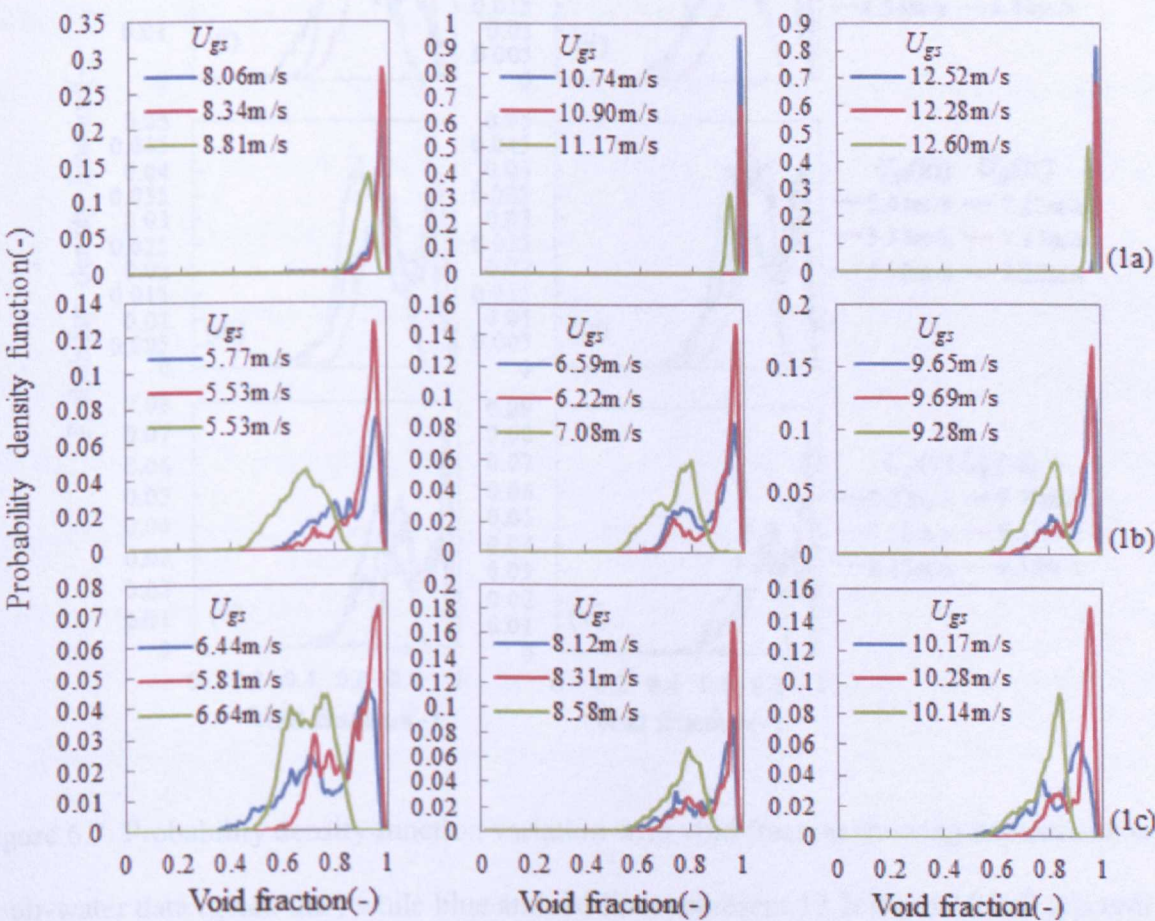 Probability density function(-)
0.35
0.3
0.25
0.2
0.15
0.1
0.05
0
Ugs
8.06m/s
8.34m/s
8.81m/s
1
0.9
0.8
0.7
0.6
0.5
0.4
0.3
0.2
0.1
0
Ugs
10.74m/s
10.90m/s
11.17m/s
0.9
0.8
0.7
0.6
0.5
0.4
0.3
0.2
0.1
0
Ugs
12.52m/s
12.28m/s
12.60m/s
(1a)
0.14
0.12
0.1
0.08
0.06
0.04
0.02
0
Ugs
5.77m/s
5.53m/s
5.53m/s
0.16
0.14
0.12
0.1
0.08
0.06
0.04
0.02
0
Ugs
6.59m/s
6.22m/s
7.08m/s
0.2
0.15
0.1
0.05
0
Ugs
9.65m/s
9.69m/s
9.28m/s
(1b)
0.08
0.07
0.06
0.05
0.04
0.03
0.02
0.01
0
Ugs
6.44m/s
5.81m/s
6.64m/s
0.2
0.18
0.16
0.14
0.12
0.1
0.08
0.06
0.04
0.02
0
Ugs
8.12m/s
8.31m/s
8.58m/s
0.16
0.14
0.12
0.1
0.08
0.06
0.04
0.02
0
Ugs
10.17m/s
10.28m/s
10.14m/s
(1c)
0 0.2 0.4 0.6 0.8 1
0 0.2 0.4 0.6 0.8 1
0 0.2 0.4 0.6 0.8 1
Void fraction(-)
Void fraction(-)
Void fraction(-)